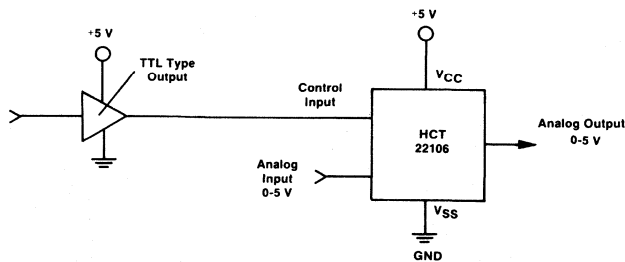 +5 V
TTL Type
Output
+5 V
VCC
Control
Input
HCT
22106
Analog Output
0-5 V
Analog
Input
0-5 V
VSS
GND